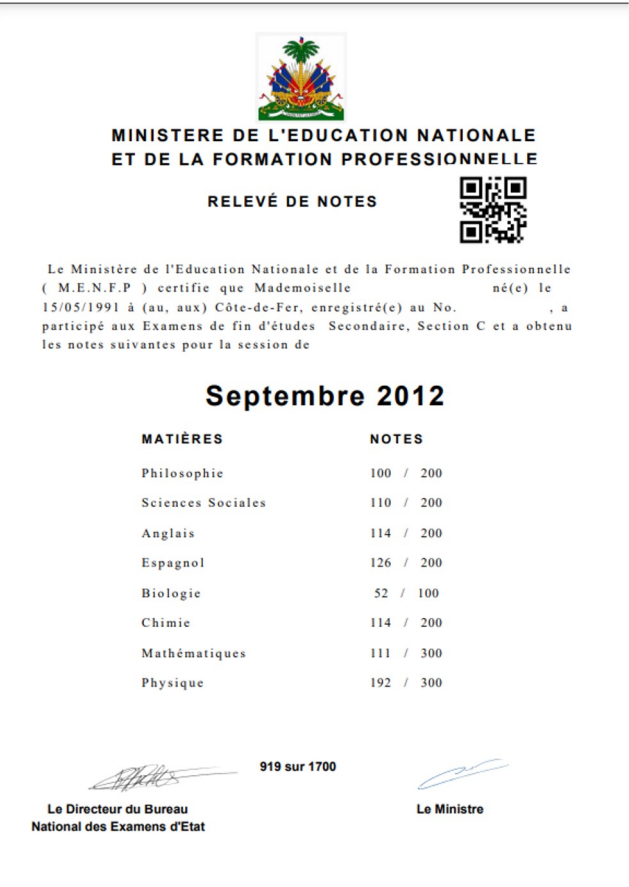 MINISTERE DE L'EDUCATION NATIONALE
ET DE LA FORMATION PROFESSIONNELLE
RELEVÉ DE NOTES
Le Ministère de l'Education Nationale et de la Formation Professionnelle
( M.E.N.F.P ) certifie que Mademoiselle né(e) le
15/05/1991 à (au, aux) Côte-de-Fer, enregistré(e) au No. , a
participé aux Examens de fin d'études Secondaire, Section C et a obtenu
les notes suivantes pour la session de
Septembre 2012
MATIÈRES NOTES
Philosophie 100 / 200
Sciences Sociales 110 / 200
Anglais 114 / 200
Espagnol 126 / 200
Biologie 52 / 100
Chimie 114 / 200
Mathématiques 111 / 300
Physique 192 / 300
919 sur 1700
Le Directeur du Bureau Le Ministre
National des Examens d'Etat